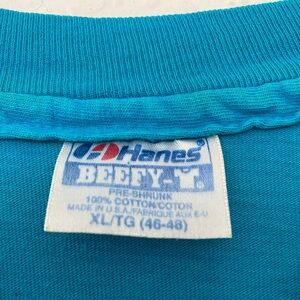 Hanes®
BEEFY-T®
PRE-SHRUNK
100% COTTON/COTON
MADE IN U.S.A./FABRIQUE AUX E-U
XL/TG (46-48)